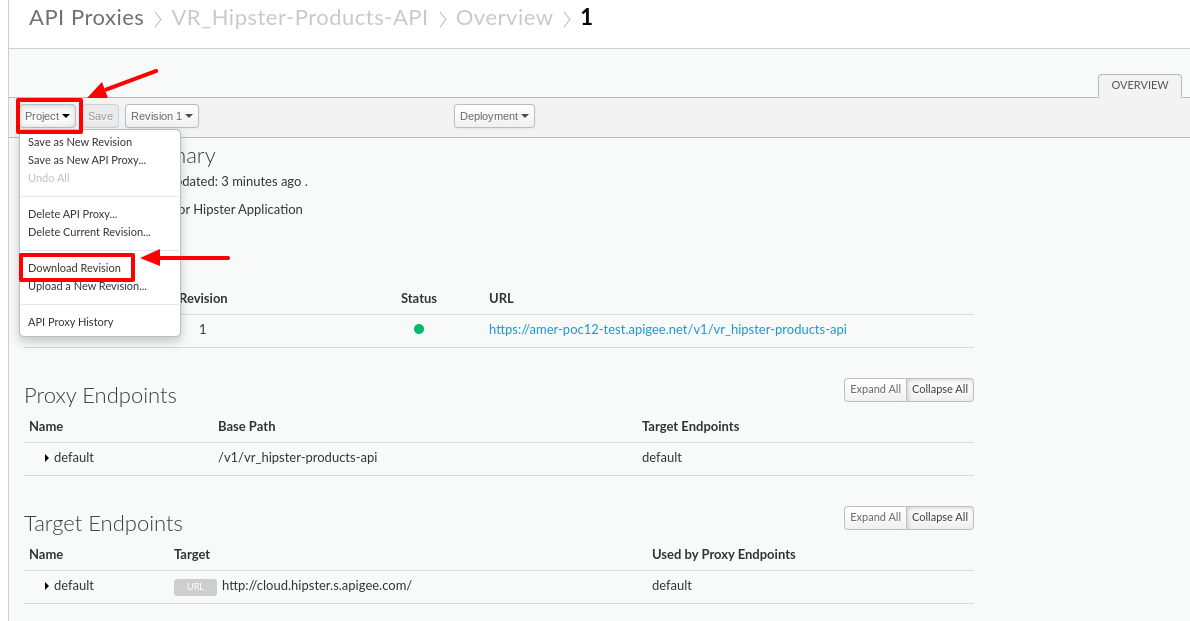 API Proxies > VR_Hipster-Products-API > Overview > 1
OVERVIEW
Project Save Revision 1 Deployment
Save as New Revision
Save as New API Proxy...
Undo All
Delete API Proxy...
Delete Current Revision...
Download Revision
Upload a New Revision...
API Proxy History
3 minutes ago .
Hipster Application
Revision Status URL
1 https://amer-poc12-test.apigee.net/v1/vr_hipster-products-api
Proxy Endpoints Expand All Collapse All
Name Base Path Target Endpoints
default /v1/vr_hipster-products-api default
Target Endpoints Expand All Collapse All
Name Target Used by Proxy Endpoints
default URL http://cloud.hipster.s.apigee.com/ default